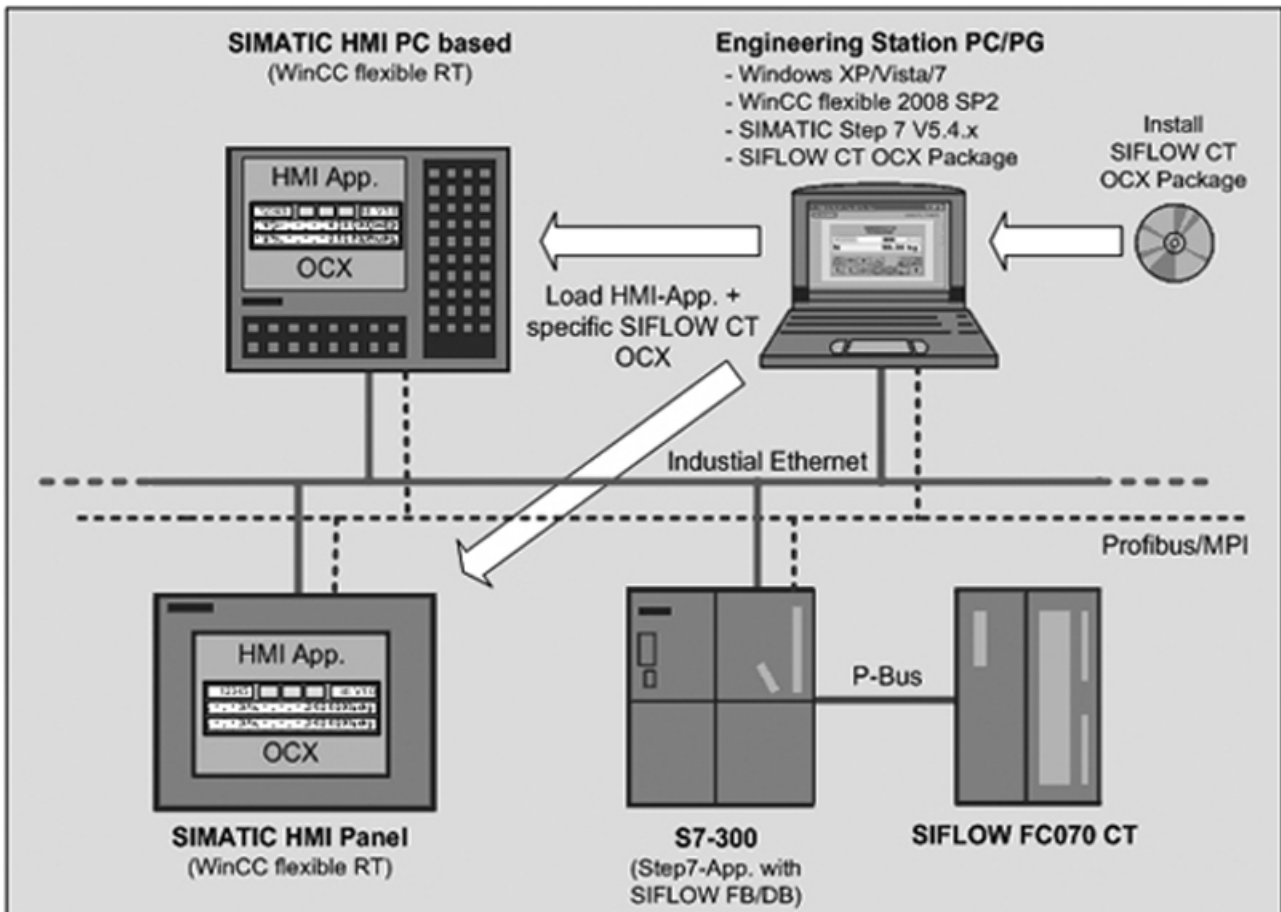 SIMATIC HMI PC based
(WinCC flexible RT)
Engineering Station PC/PG
- Windows XP/Vista/7
- WinCC flexible 2008 SP2
- SIMATIC Step 7 V5.4.x
- SIFLOW CT OCX Package
Install
SIFLOW CT
OCX Package
HMI App.
OCX
Load HMI-App. +
specific SIFLOW CT
OCX
Industial Ethernet
Profibus/MPI
HMI App.
12345
OCX
P-Bus
SIMATIC HMI Panel
(WinCC flexible RT)
S7-300
(Step7-App. with
SIFLOW FB/DB)
SIFLOW FC070 CT